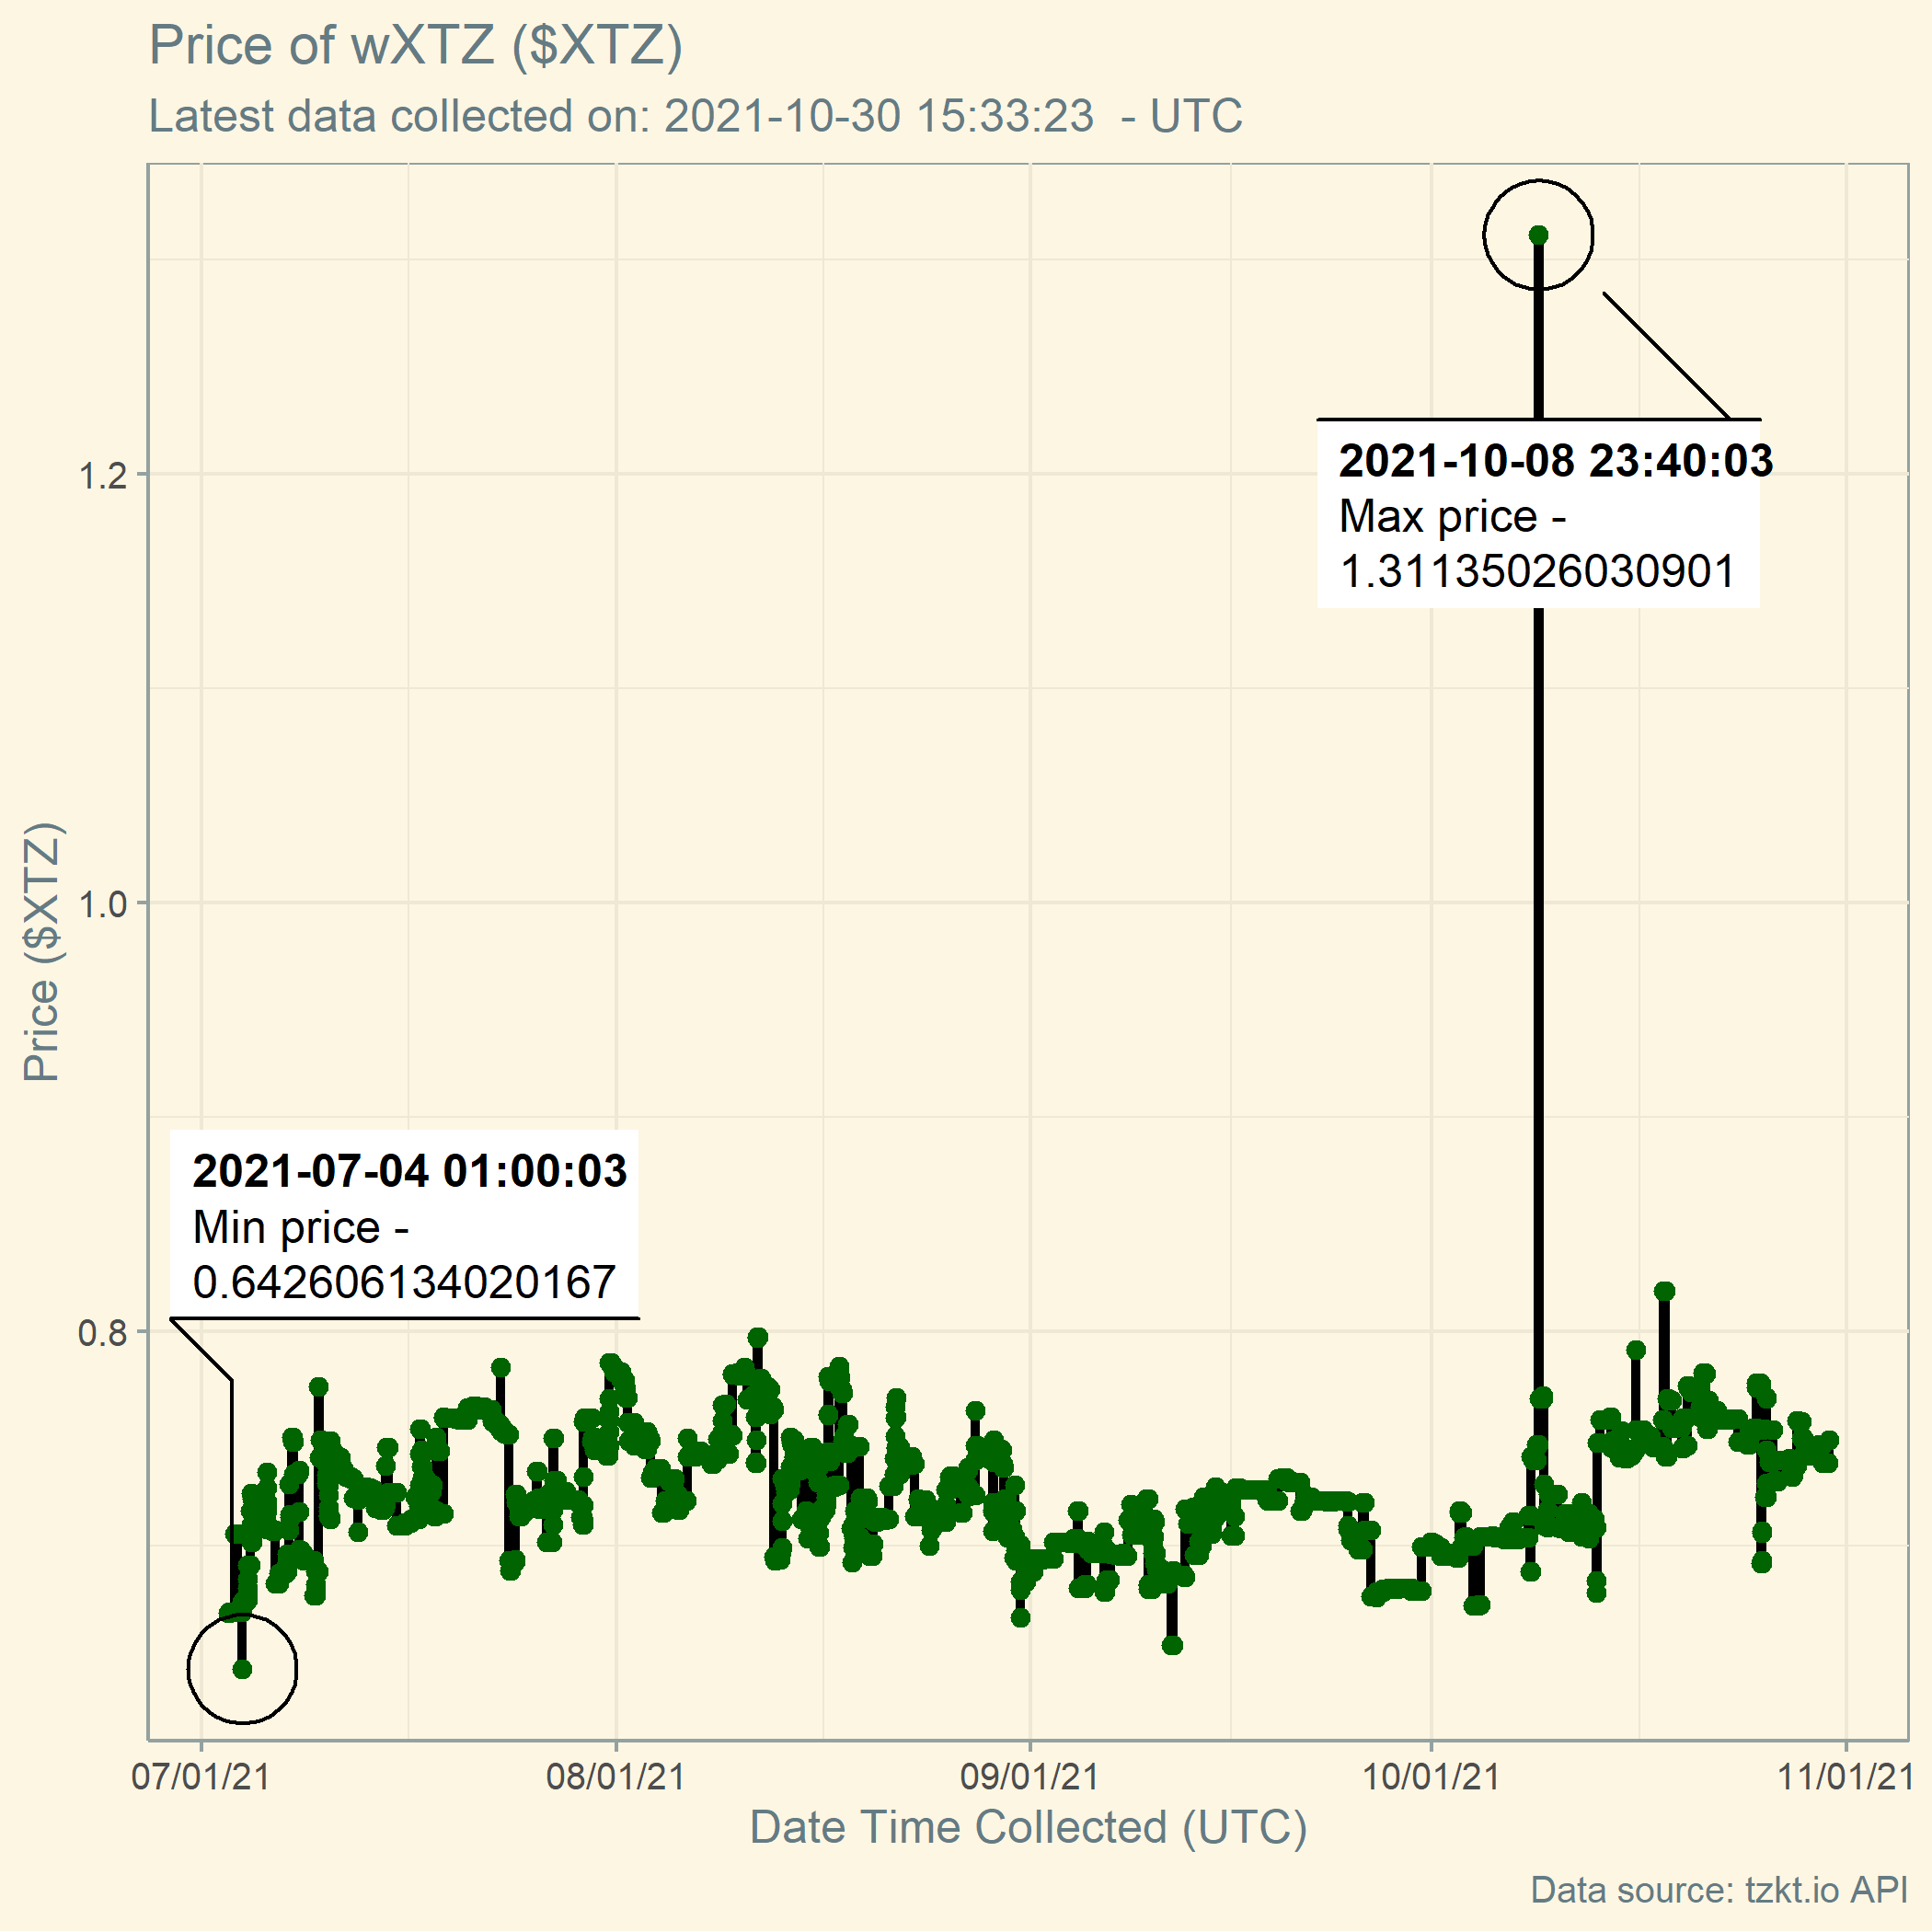 Price of wXTZ ($XTZ)
Latest data collected on: 2021-10-30 15:33:23  - UTC
2021-10-08 23:40:03
Max price -
1.31135026030901
1.2
1.0
0.8
Price ($XTZ)
2021-07-04 01:00:03
Min price -
0.642606134020167
07/01/21
08/01/21
09/01/21
10/01/21
11/01/21
Date Time Collected (UTC)
Data source: tzkt.io API